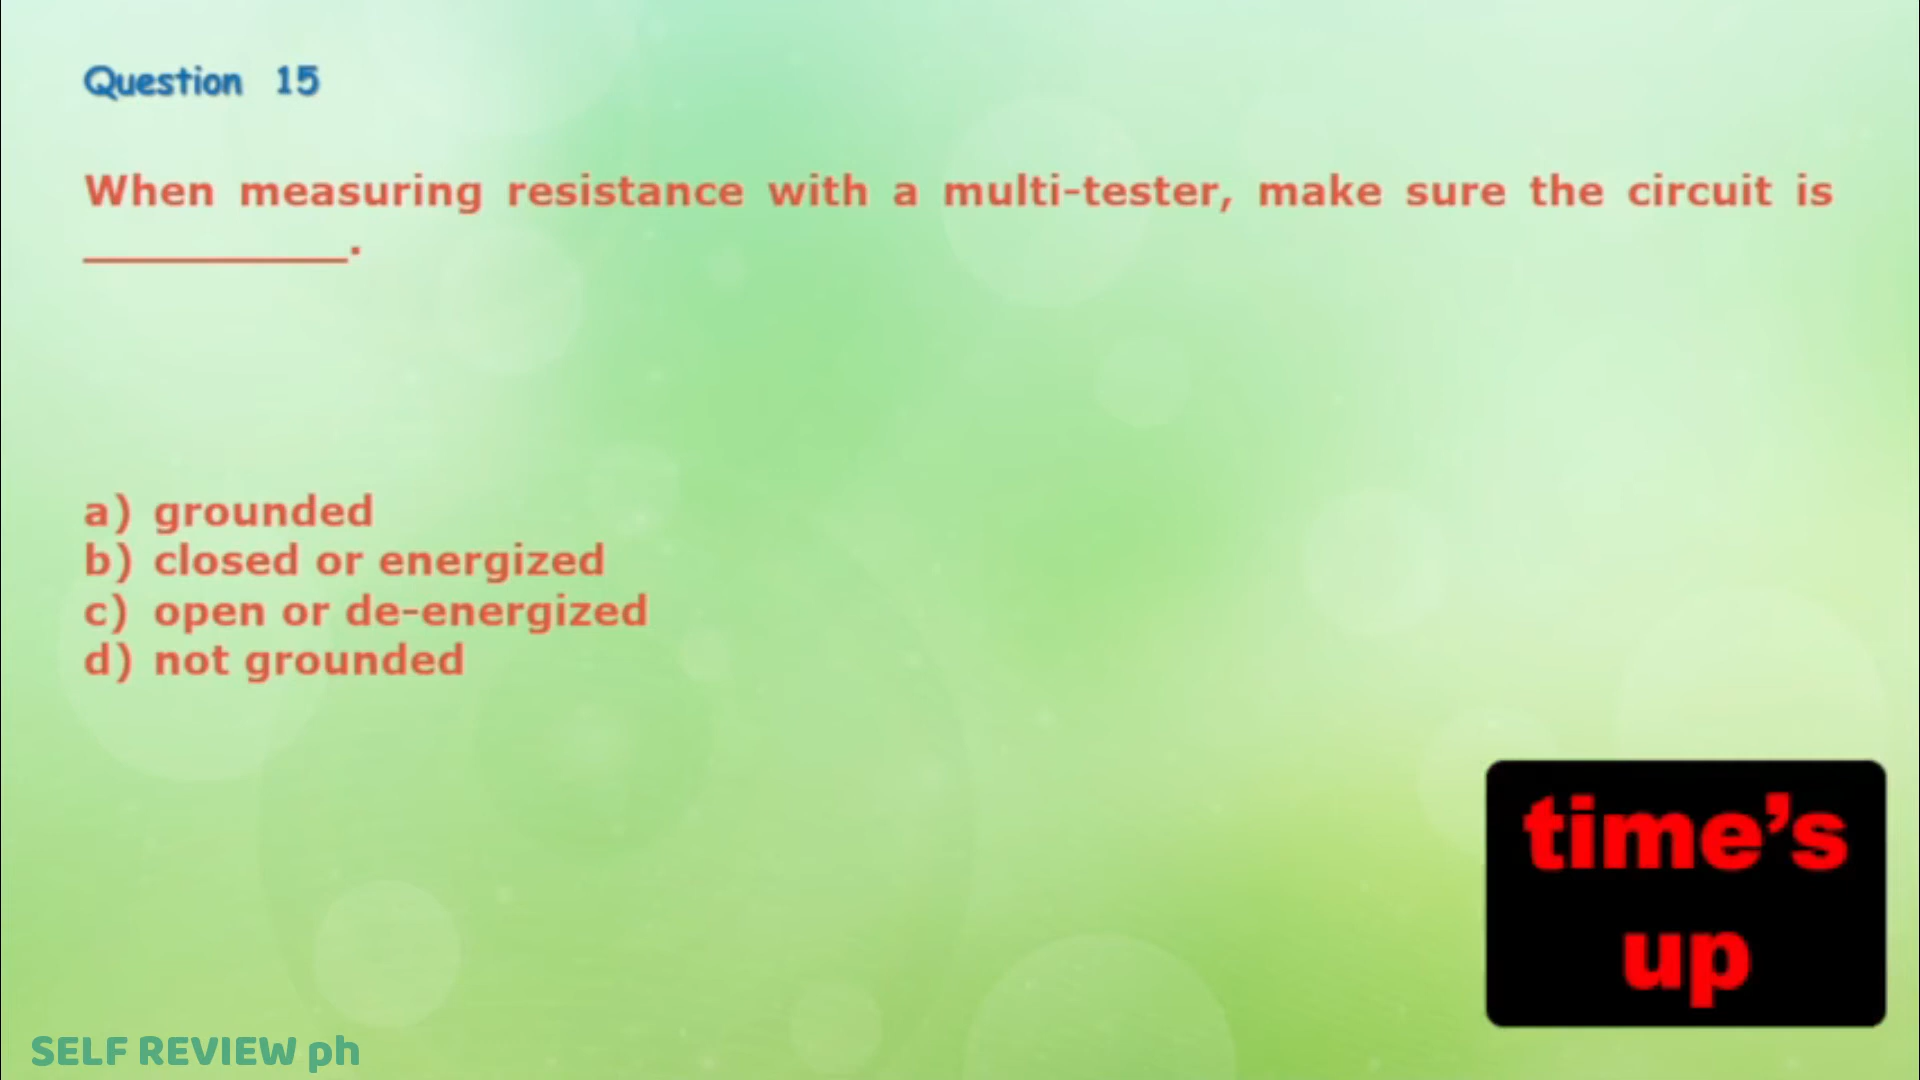 Question 15
When measuring resistance with a multi-tester, make sure the circuit is
____________.
a) grounded
b) closed or energized
c) open or de-energized
d) not grounded
time's
up
SELF REVIEW ph